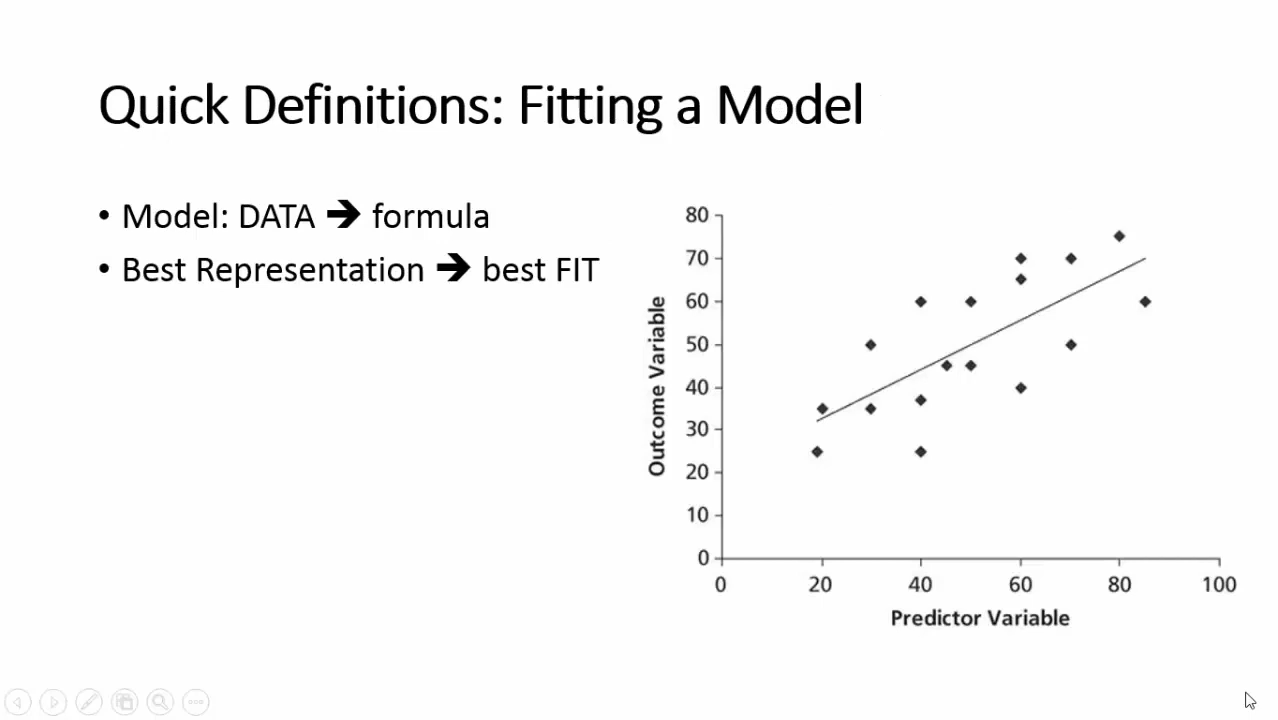 Quick Definitions: Fitting a Model
• Model: DATA → formula
• Best Representation → best FIT
80
70
60
50
40
30
20
10
0
Outcome Variable
0 20 40 60 80 100
Predictor Variable